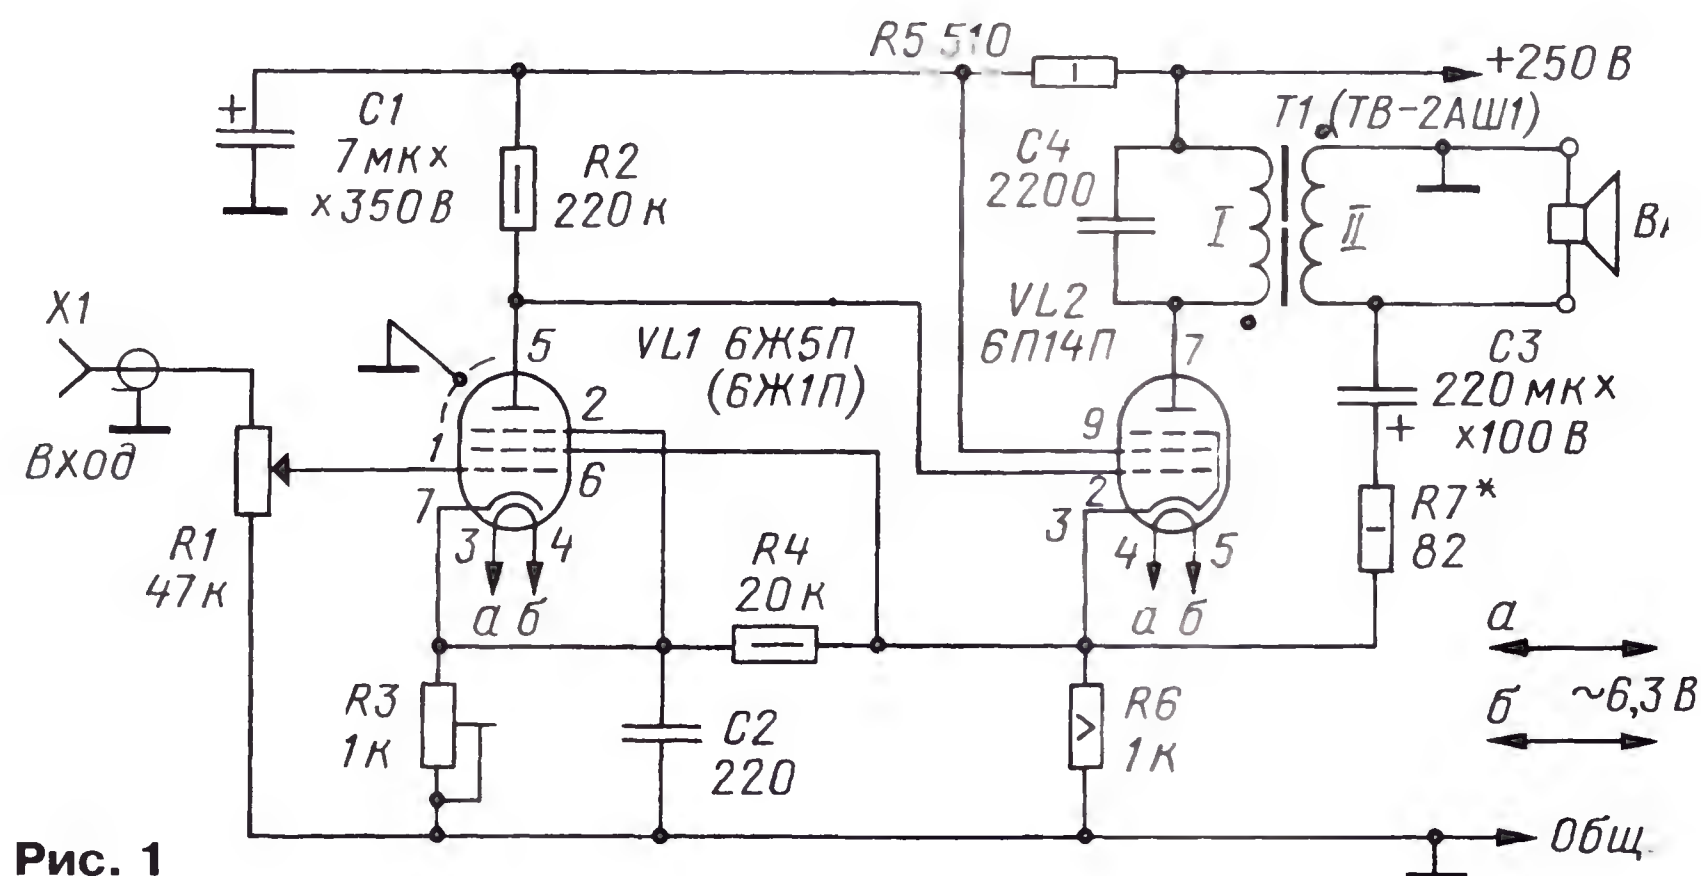 R5 510
+250 В
C1
7 мк ×
× 350 В
R2
220 к
C4
2200
T1 (ТВ-2АШ1)
I
II
X1
Вход
VL1 6Ж5П
(6Ж1П)
5
2
1
6
7
3
4
а б
VL2
6П14П
7
9
2
3
4
5
а б
C3
220 мк ×
+
×100 В
R7*
82
R1
47 к
R4
20 к
R3
1 к
C2
220
R6
1 к
а
б
~6,3 В
Общ.
Рис. 1
+